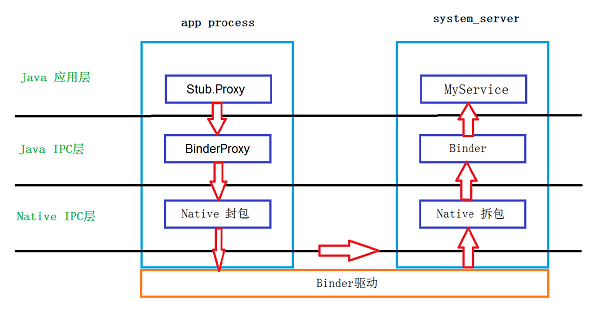 app process
system_server
Java 应用层
Stub.Proxy
MyService
Java IPC层
BinderProxy
Binder
Native IPC层
Native 封包
Native 拆包
Binder驱动